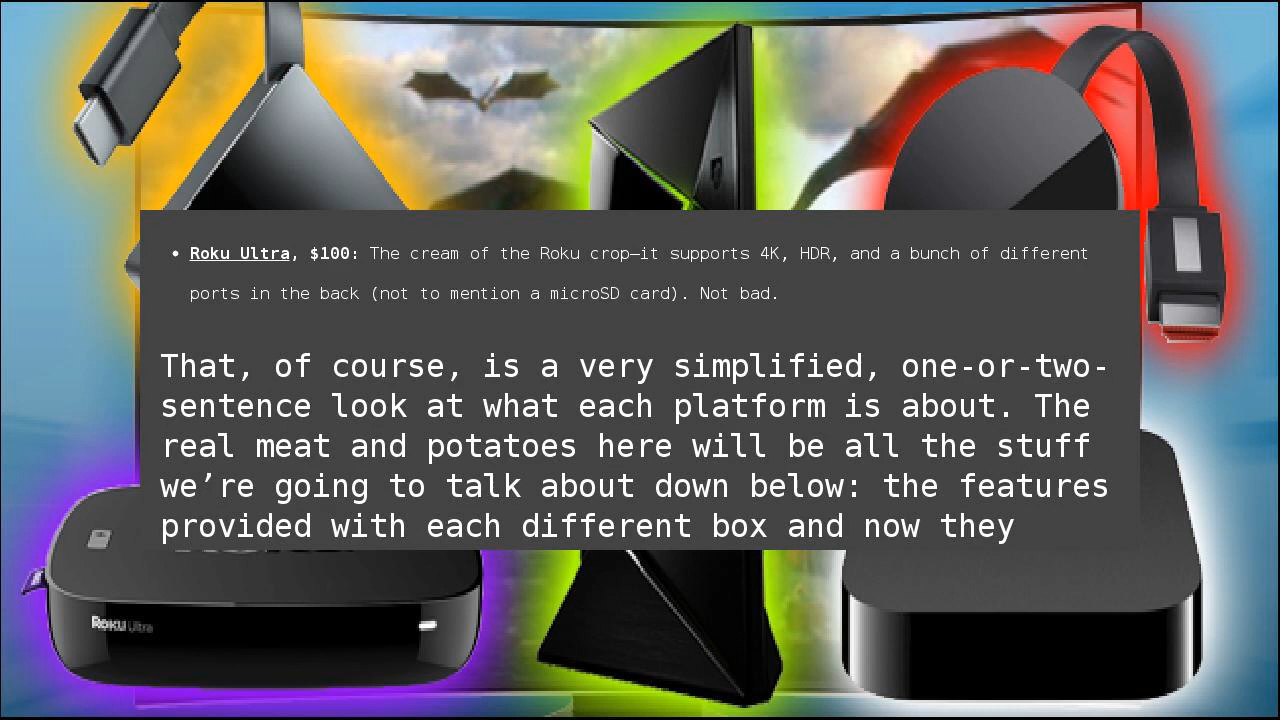 • Roku Ultra, $100: The cream of the Roku crop—it supports 4K, HDR, and a bunch of different
ports in the back (not to mention a microSD card). Not bad.
That, of course, is a very simplified, one-or-two-
sentence look at what each platform is about. The
real meat and potatoes here will be all the stuff
we’re going to talk about down below: the features
provided with each different box and now they
Roku Ultra